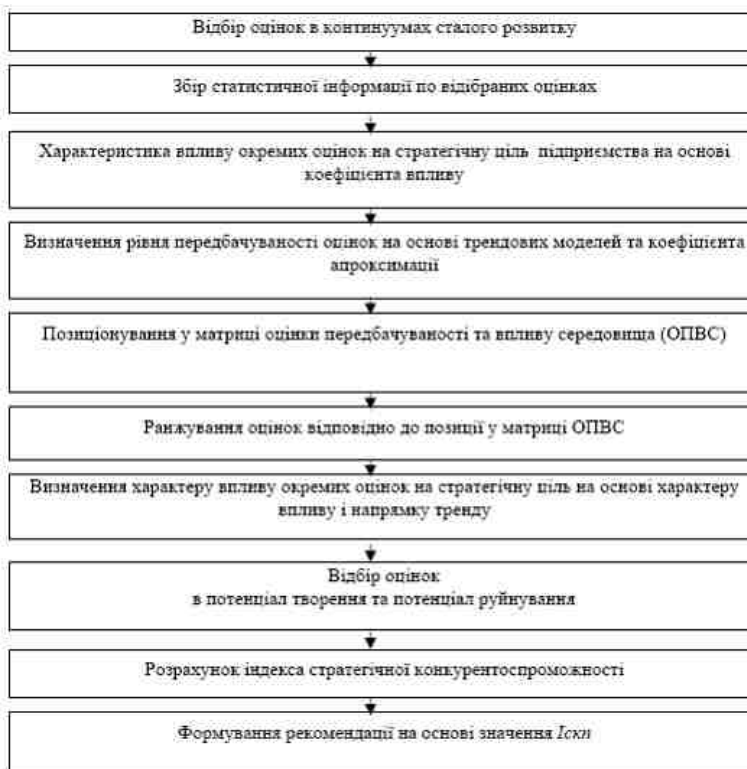 Відбір оцінок в континуумах сталого розвитку
Збір статистичної інформації по відібраних оцінках
Характеристика впливу окремих оцінок на стратегічну ціль підприємства на основі
коефіцієнта впливу
Визначення рівня передбачуваності оцінок на основі трендових моделей та коефіцієнта
апроксимації
Позиціонування у матриці оцінки передбачуваності та впливу середовища (ОПВС)
Ранжування оцінок відповідно до позиції у матриці ОПВС
Визначення характеру впливу окремих оцінок на стратегічну ціль на основі характеру
впливу і напрямку тренду
Відбір оцінок
в потенціал творення та потенціал руйнування
Розрахунок індекса стратегічної конкурентоспроможності
Формування рекомендації на основі значення Іскп